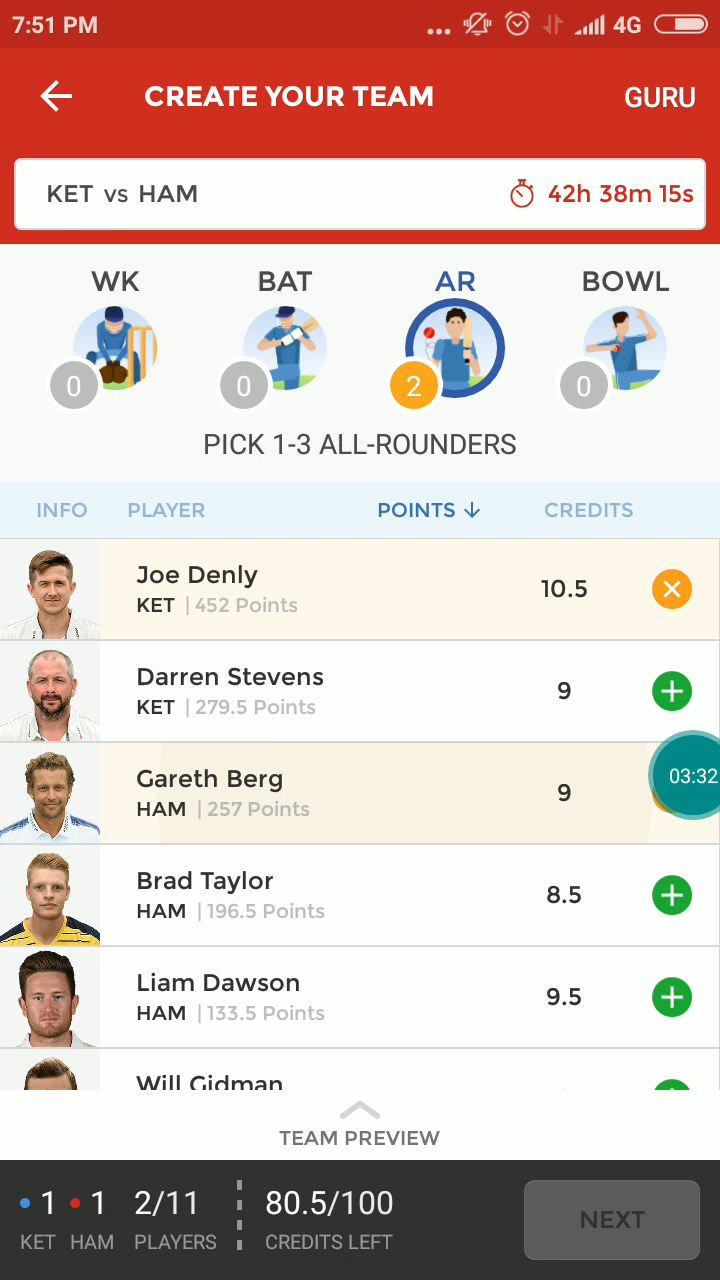 7:51 PM ... 4G
CREATE YOUR TEAM GURU
KET vs HAM 42h 38m 15s
WK BAT AR BOWL
0 0 2 0
PICK 1-3 ALL-ROUNDERS
INFO PLAYER POINTS CREDITS
Joe Denly
KET | 452 Points 10.5
Darren Stevens
KET | 279.5 Points 9
Gareth Berg
HAM | 257 Points 9
03:32
Brad Taylor
HAM | 196.5 Points 8.5
Liam Dawson
HAM | 133.5 Points 9.5
Will Gidman
TEAM PREVIEW
1 1 2/11 80.5/100
KET HAM PLAYERS CREDITS LEFT
NEXT